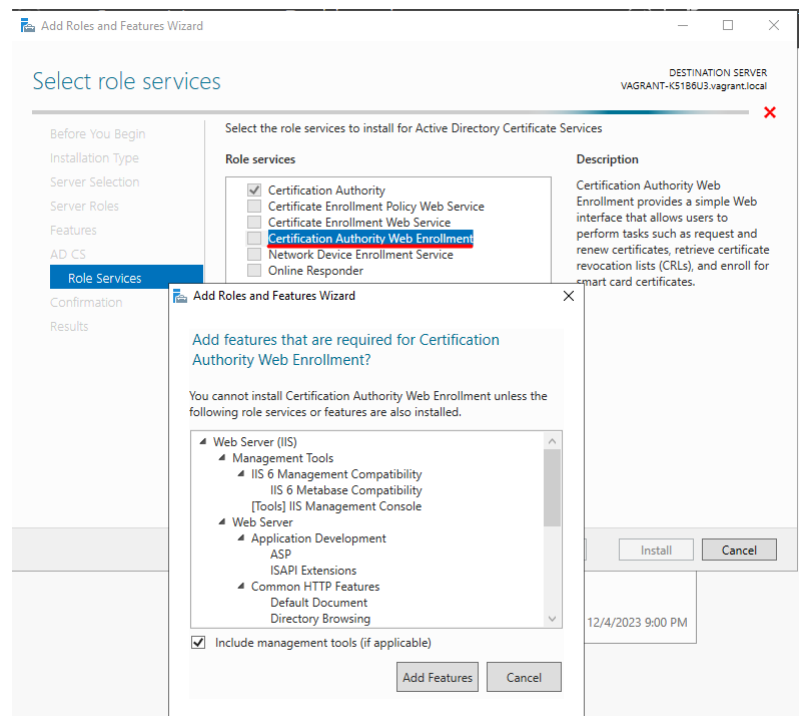 Add Roles and Features Wizard
Select role services
DESTINATION SERVER
VAGRANT-K51B6U3.vagrant.local
Before You Begin
Installation Type
Server Selection
Server Roles
Features
AD CS
Role Services
Confirmation
Results
Select the role services to install for Active Directory Certificate Services
Role services
Certification Authority
Certificate Enrollment Policy Web Service
Certificate Enrollment Web Service
Certification Authority Web Enrollment
Network Device Enrollment Service
Online Responder
Description
Certification Authority Web
Enrollment provides a simple Web
interface that allows users to
perform tasks such as request and
renew certificates, retrieve certificate
revocation lists (CRLs), and enroll for
smart card certificates.
Add Roles and Features Wizard
Add features that are required for Certification
Authority Web Enrollment?
You cannot install Certification Authority Web Enrollment unless the
following role services or features are also installed.
Web Server (IIS)
Management Tools
IIS 6 Management Compatibility
IIS 6 Metabase Compatibility
[Tools] IIS Management Console
Web Server
Application Development
ASP
ISAPI Extensions
Common HTTP Features
Default Document
Directory Browsing
Include management tools (if applicable)
Add Features
Cancel
Install
Cancel
12/4/2023 9:00 PM